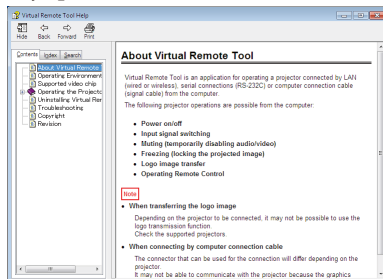 Virtual Remote Tool Help
Hide Back Forward Print
Contents Index Search
About Virtual Remote
Operating Environment
Supported video chip
Operating the Projecto
Uninstalling Virtual Rer
Troubleshooting
Copyright
Revision
About Virtual Remote Tool
Virtual Remote Tool is an application for operating a projector connected by LAN
(wired or wireless), serial connections (RS-232C) or computer connection cable
(signal cable) from the computer.
The following projector operations are possible from the computer:
• Power on/off
• Input signal switching
• Muting (temporarily disabling audio/video)
• Freezing (locking the projected image)
• Logo image transfer
• Operating Remote Control
Note
• When transferring the logo image
Depending on the projector to be connected, it may not be possible to use the
logo transmission function.
Check the supported projectors.
• When connecting by computer connection cable
The connector that can be used for the connection will differ depending on the
projector.
It may not be able to communicate with the projector because the graphics